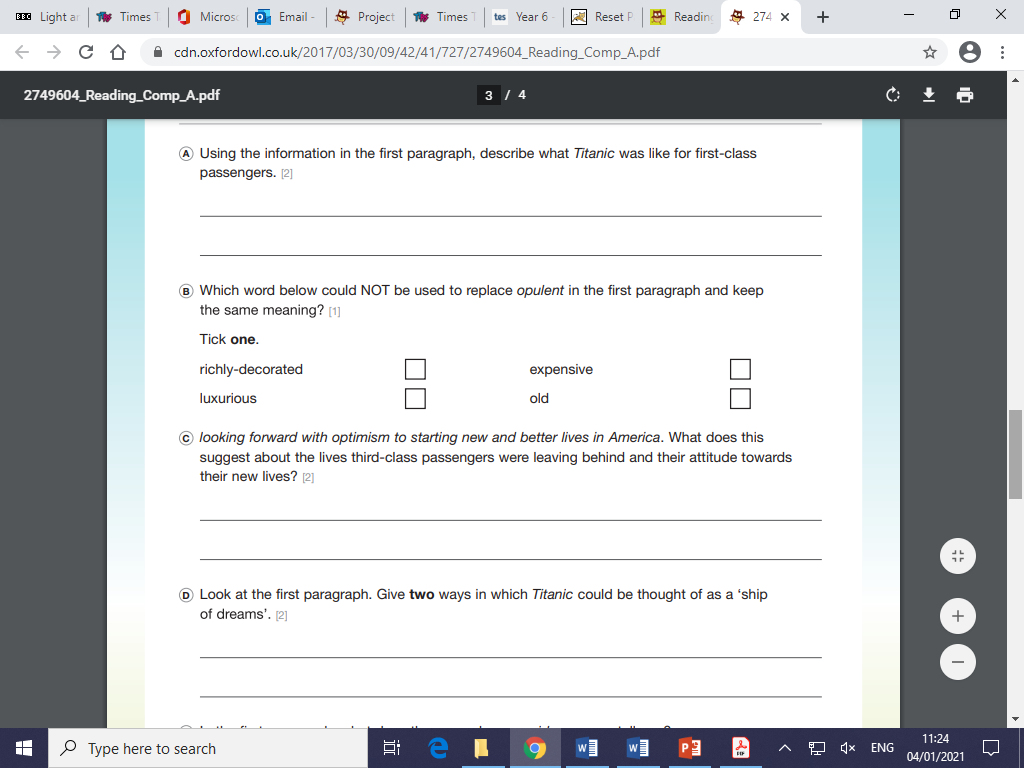 BBC Light ar
Times T
Micros
Email -
Project
Times T
tes Year 6 -
Reset P
Reading
274
cdn.oxfordowl.co.uk/2017/03/30/09/42/41/727/2749604_Reading_Comp_A.pdf
2749604_Reading_Comp_A.pdf
3 / 4
A Using the information in the first paragraph, describe what Titanic was like for first-class
passengers. [2]
B Which word below could NOT be used to replace opulent in the first paragraph and keep
the same meaning? [1]
Tick one.
richly-decorated expensive
luxurious old
C looking forward with optimism to starting new and better lives in America. What does this
suggest about the lives third-class passengers were leaving behind and their attitude towards
their new lives? [2]
D Look at the first paragraph. Give two ways in which Titanic could be thought of as a ‘ship
of dreams’. [2]
Type here to search
ENG
11:24
04/01/2021